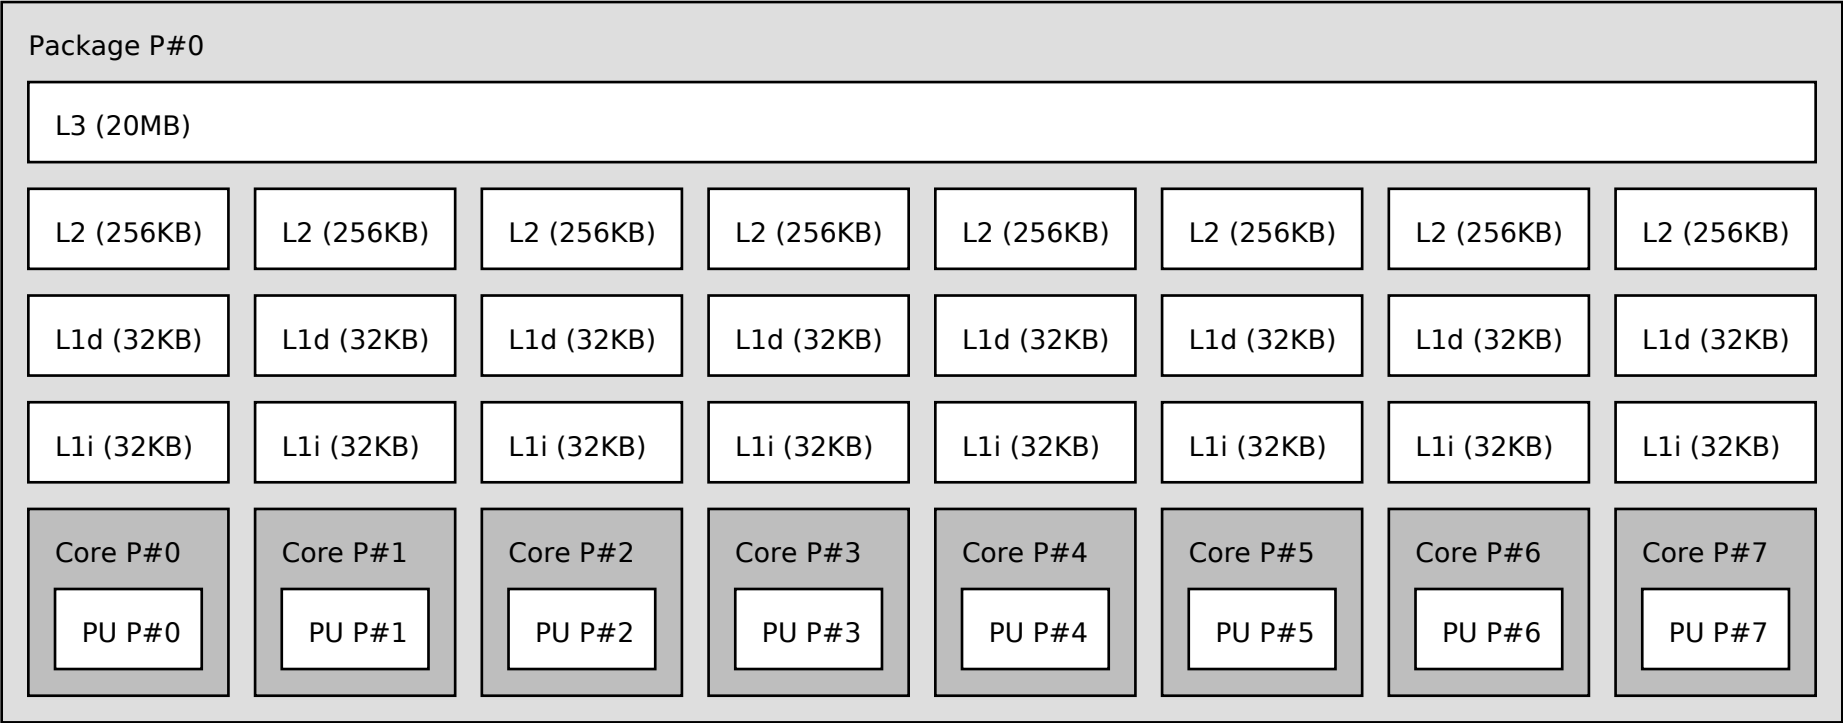 Package P#0
L3 (20MB)
L2 (256KB) L2 (256KB) L2 (256KB) L2 (256KB) L2 (256KB) L2 (256KB) L2 (256KB) L2 (256KB)
L1d (32KB) L1d (32KB) L1d (32KB) L1d (32KB) L1d (32KB) L1d (32KB) L1d (32KB) L1d (32KB)
L1i (32KB) L1i (32KB) L1i (32KB) L1i (32KB) L1i (32KB) L1i (32KB) L1i (32KB) L1i (32KB)
Core P#0 Core P#1 Core P#2 Core P#3 Core P#4 Core P#5 Core P#6 Core P#7
PU P#0 PU P#1 PU P#2 PU P#3 PU P#4 PU P#5 PU P#6 PU P#7